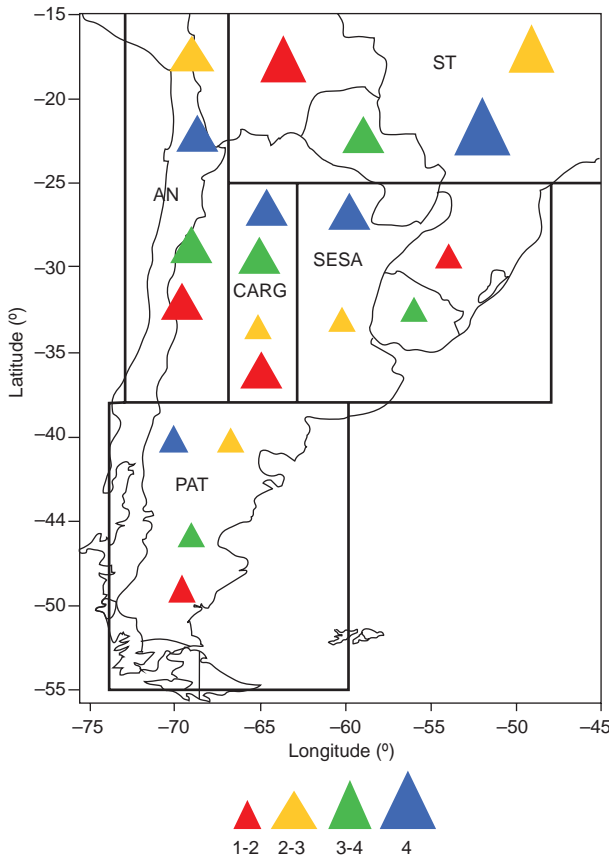 –15
–20
–25
–30
–35
–40
–44
–50
–55
Latitude (º)
ST
AN
SESA
CARG
PAT
–75 –70 –65 –60 –55 –50 –45
Longitude (º)
1-2 2-3 3-4 4